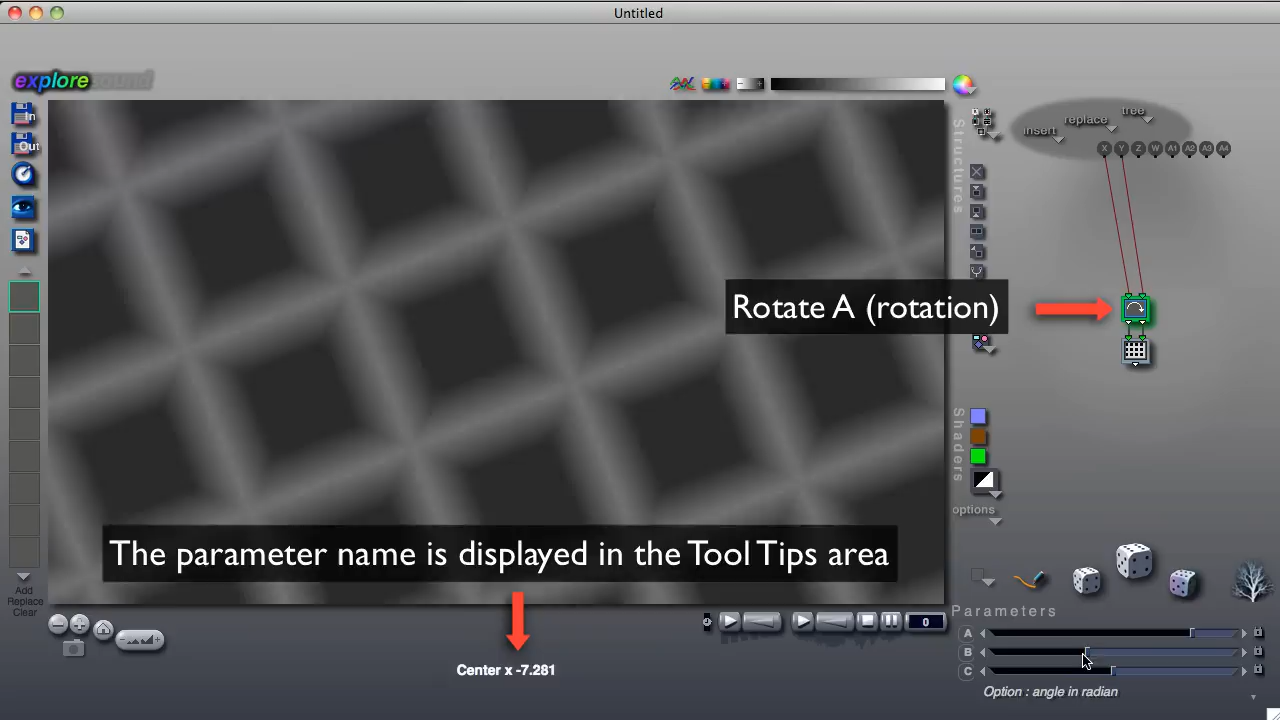 Untitled
explore sound
tree
replace
insert
In
X Y Z W A1 A2 A3 A4
Structures
Out
Rotate A (rotation)
Shaders
options
The parameter name is displayed in the Tool Tips area
Add
Replace
Clear
Parameters
0
A
B
C
Center x -7.281
Option : angle in radian